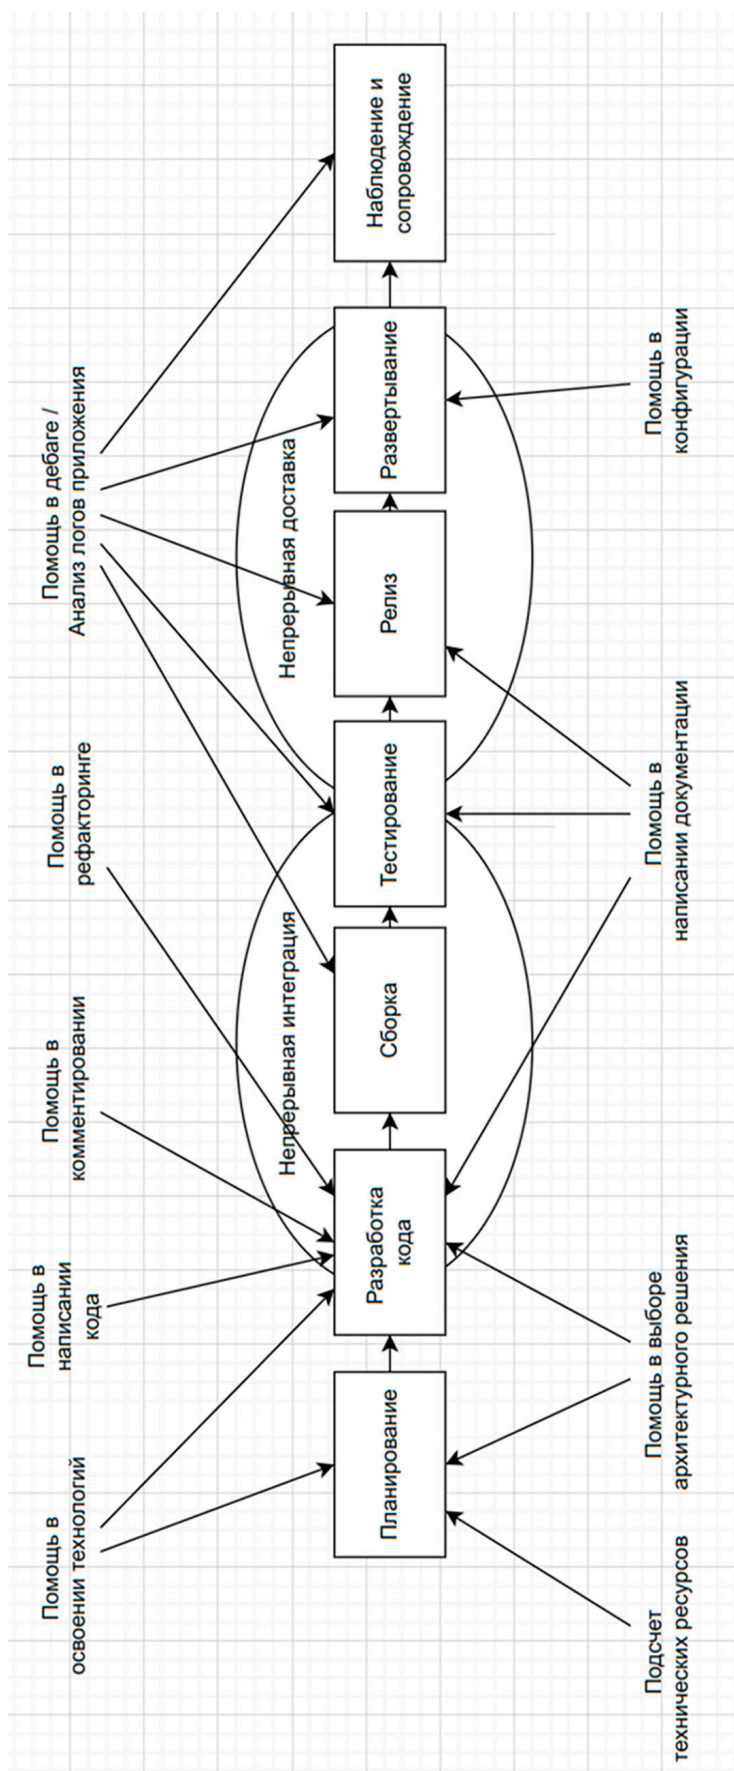 Помощь в
освоении технологий
Помощь в
написании
кода
Помощь в
комментировании
Помощь в
рефакторинге
Помощь в дебаге /
Анализ логов приложения
Непрерывная интеграция
Непрерывная доставка
Планирование
Разработка
кода
Сборка
Тестирование
Релиз
Развертывание
Наблюдение и
сопровождение
Подсчет
технических ресурсов
Помощь в выборе
архитектурного решения
Помощь в
написании документации
Помощь в
конфигурации